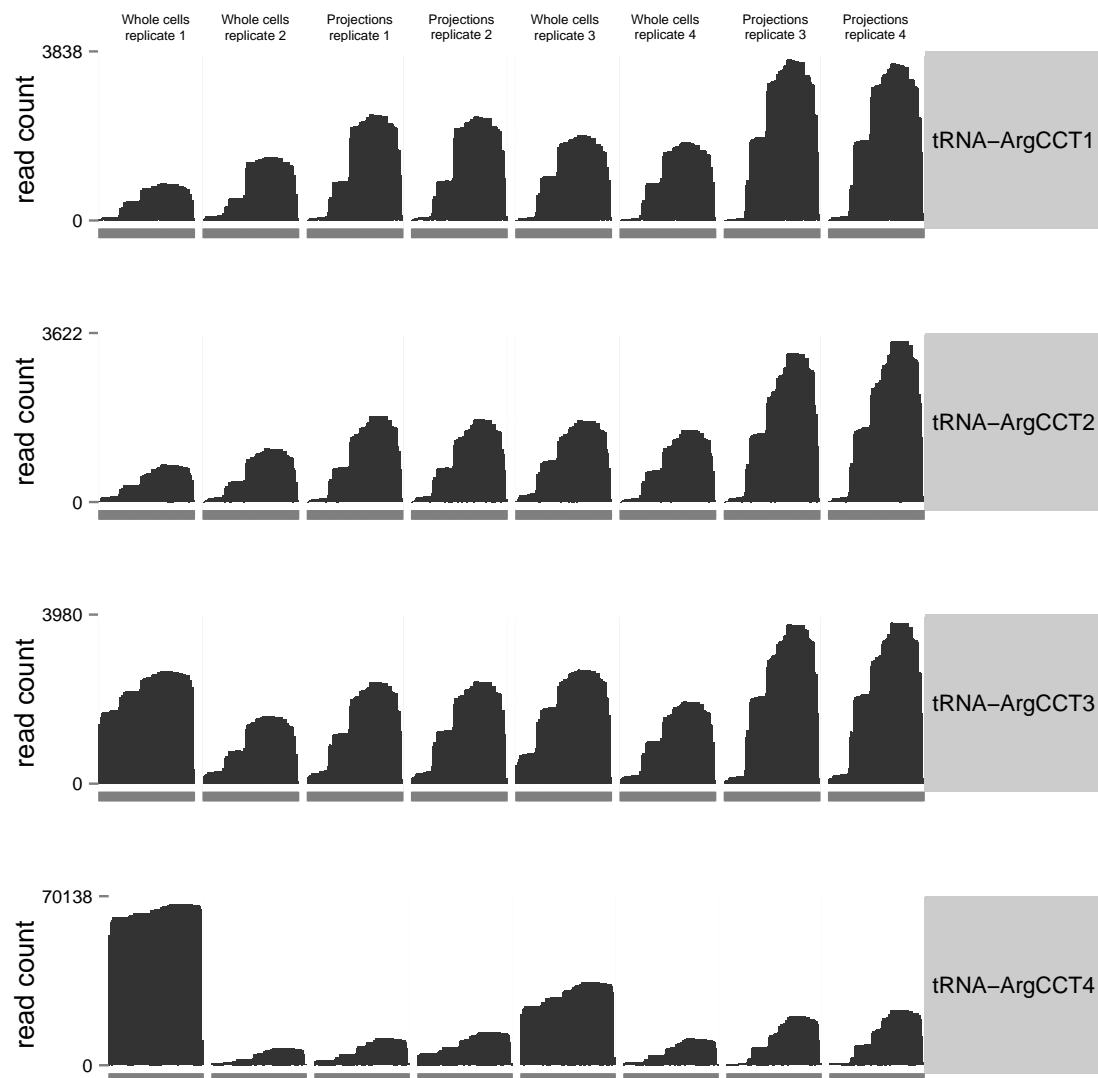 Whole cells
replicate 1
Whole cells
replicate 2
Projections
replicate 1
Projections
replicate 2
Whole cells
replicate 3
Whole cells
replicate 4
Projections
replicate 3
Projections
replicate 4
3838
read count
0
tRNA−ArgCCT1
3622
read count
0
tRNA−ArgCCT2
3980
read count
0
tRNA−ArgCCT3
70138
read count
0
tRNA−ArgCCT4